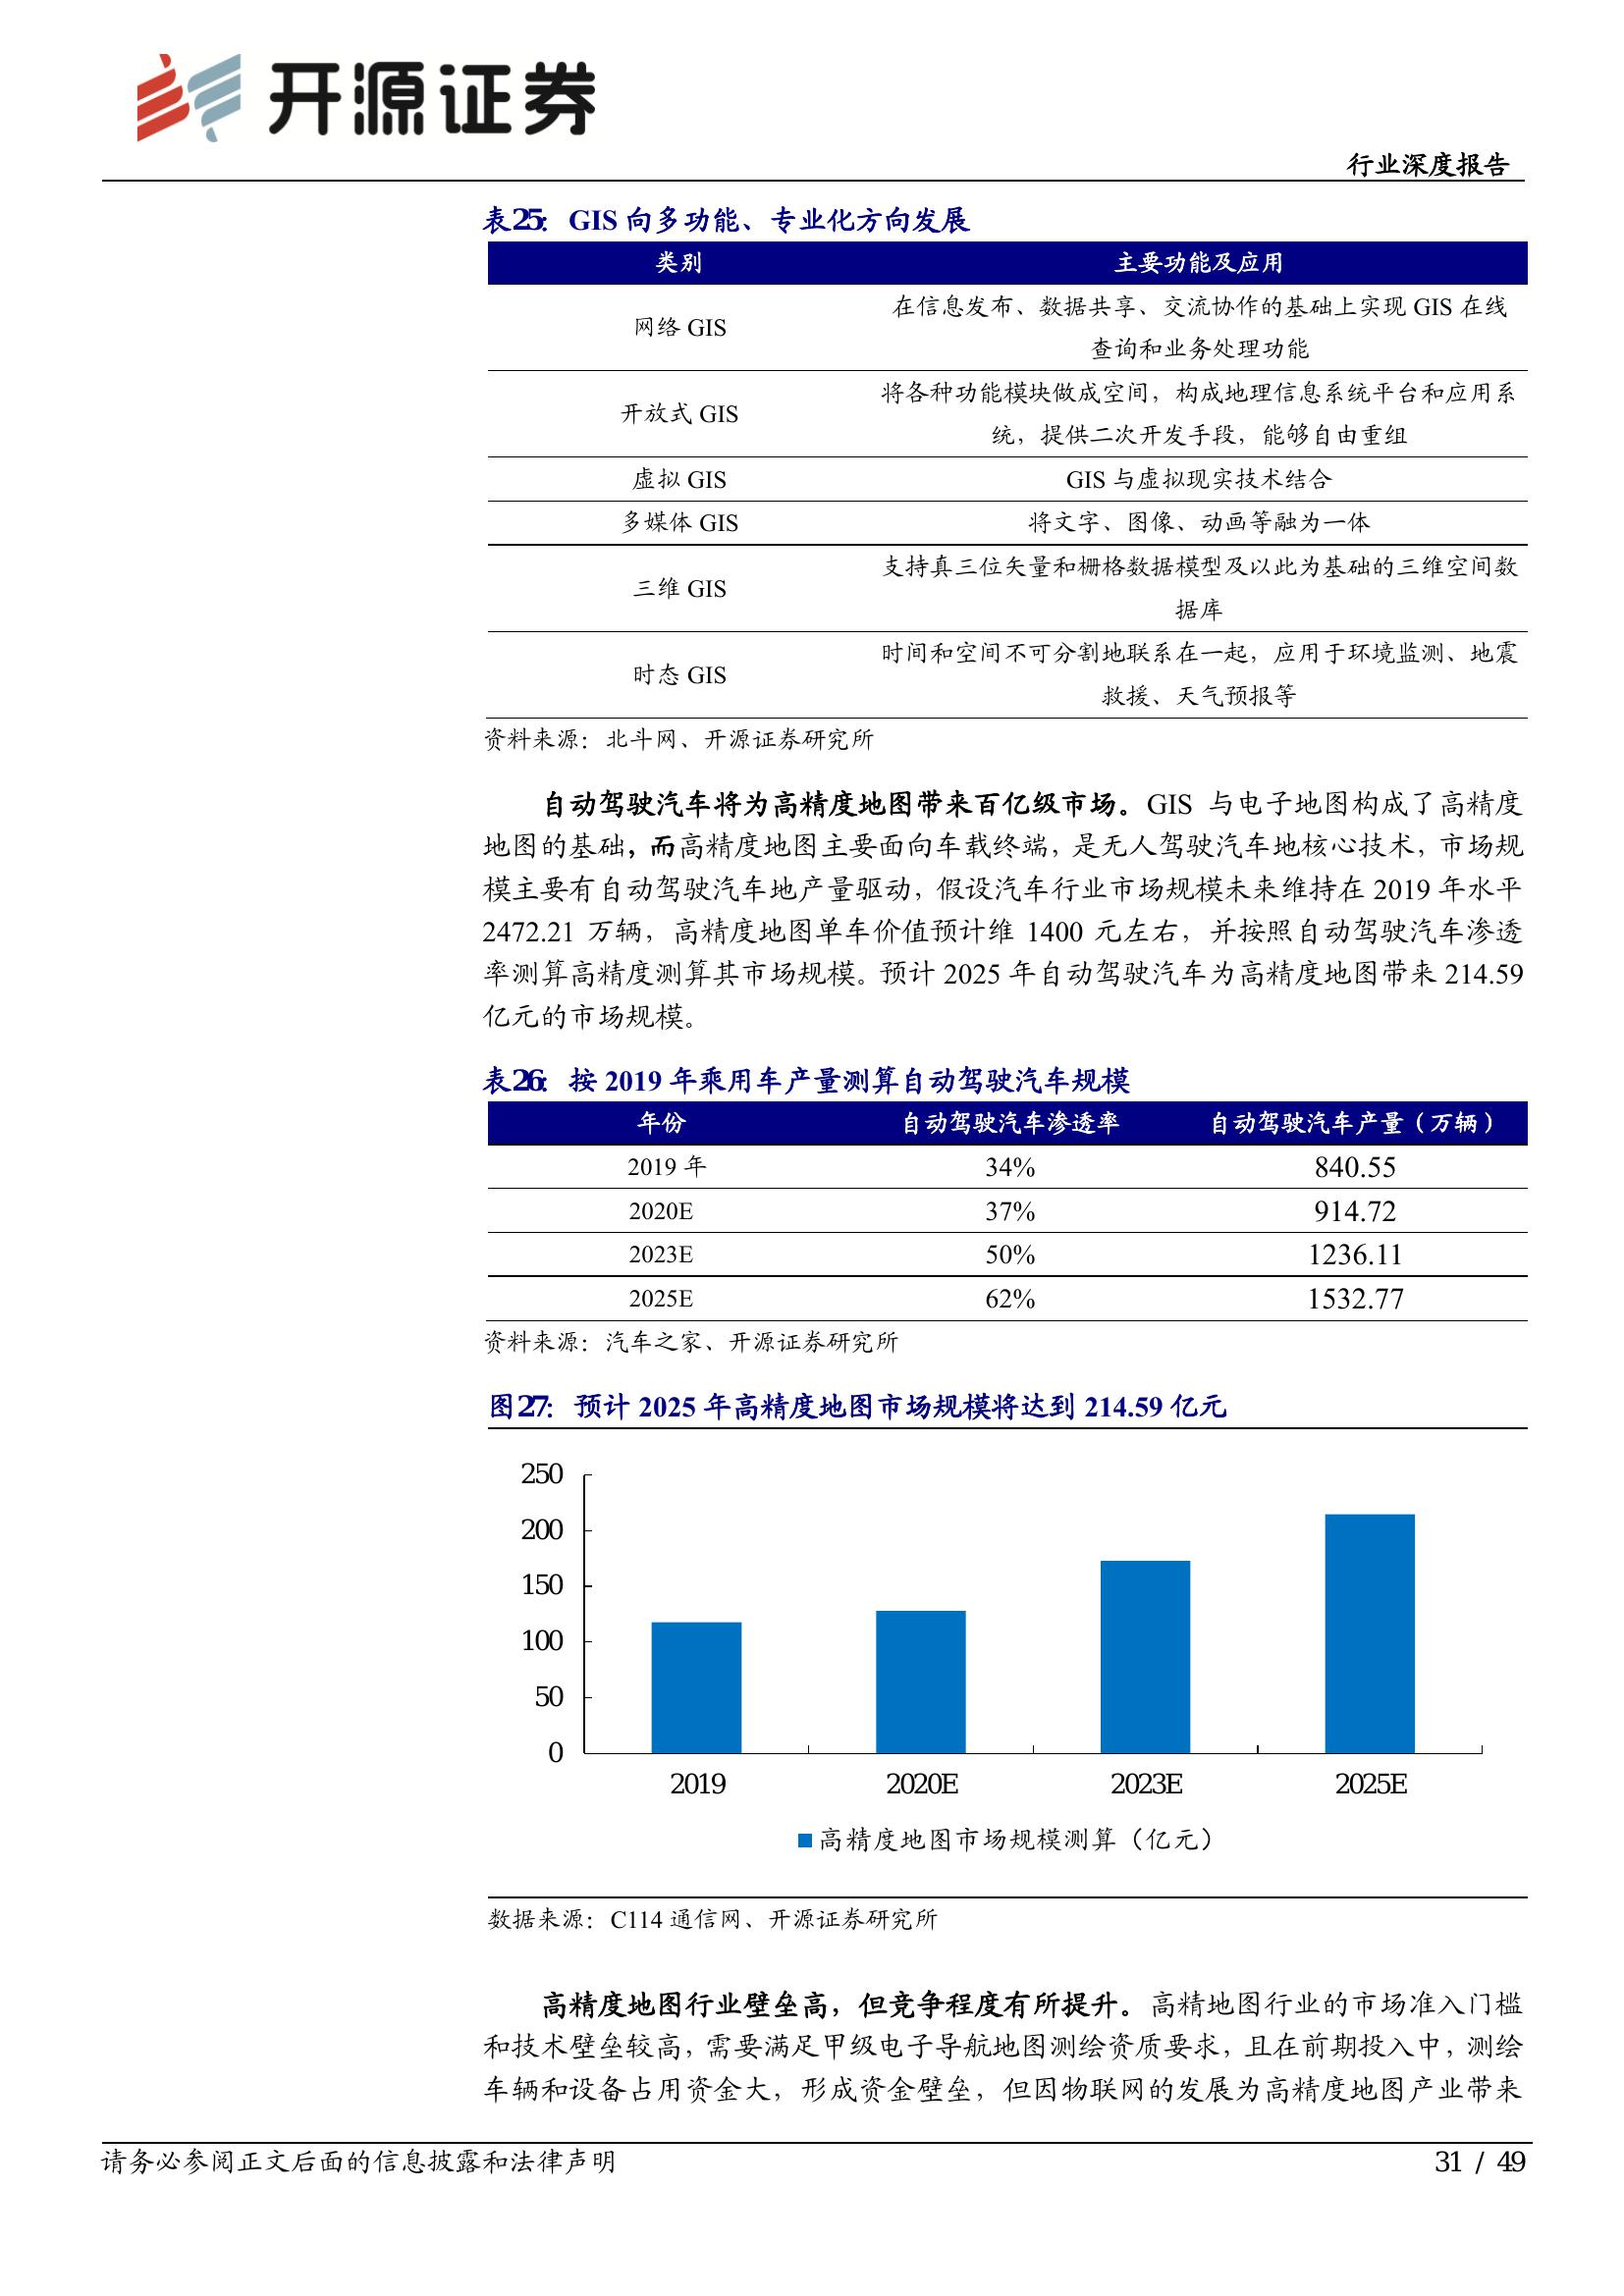 开源证券
行业深度报告
表25: GIS 向多功能、专业化方向发展
类别 主要功能及应用
网络 GIS 在信息发布、数据共享、交流协作的基础上实现 GIS 在线
查询和业务处理功能
开放式 GIS 将各种功能模块做成空间，构成地理信息系统平台和应用系
统，提供二次开发手段，能够自由重组
虚拟 GIS GIS 与虚拟现实技术结合
多媒体 GIS 将文字、图像、动画等融为一体
三维 GIS 支持真三位矢量和栅格数据模型及以此为基础的三维空间数
据库
时态 GIS 时间和空间不可分割地联系在一起，应用于环境监测、地震
救援、天气预报等
资料来源：北斗网、开源证券研究所
自动驾驶汽车将为高精度地图带来百亿级市场。GIS 与电子地图构成了高精度
地图的基础，而高精度地图主要面向车载终端，是无人驾驶汽车地核心技术，市场规
模主要有自动驾驶汽车地产量驱动，假设汽车行业市场规模未来维持在 2019 年水平
2472.21 万辆，高精度地图单车价值预计维 1400 元左右，并按照自动驾驶汽车渗透
率测算高精度测算其市场规模。预计 2025 年自动驾驶汽车为高精度地图带来 214.59
亿元的市场规模。
表26: 按 2019 年乘用车产量测算自动驾驶汽车规模
年份 自动驾驶汽车渗透率 自动驾驶汽车产量（万辆）
2019 年 34% 840.55
2020E 37% 914.72
2023E 50% 1236.11
2025E 62% 1532.77
资料来源：汽车之家、开源证券研究所
图27: 预计 2025 年高精度地图市场规模将达到 214.59 亿元
250
200
150
100
50
0
2019 2020E 2023E 2025E
高精度地图市场规模测算（亿元）
数据来源：C114 通信网、开源证券研究所
高精度地图行业壁垒高，但竞争程度有所提升。高精地图行业的市场准入门槛
和技术壁垒较高，需要满足甲级电子导航地图测绘资质要求，且在前期投入中，测绘
车辆和设备占用资金大，形成资金壁垒，但因物联网的发展为高精度地图产业带来
请务必参阅正文后面的信息披露和法律声明 31 / 49